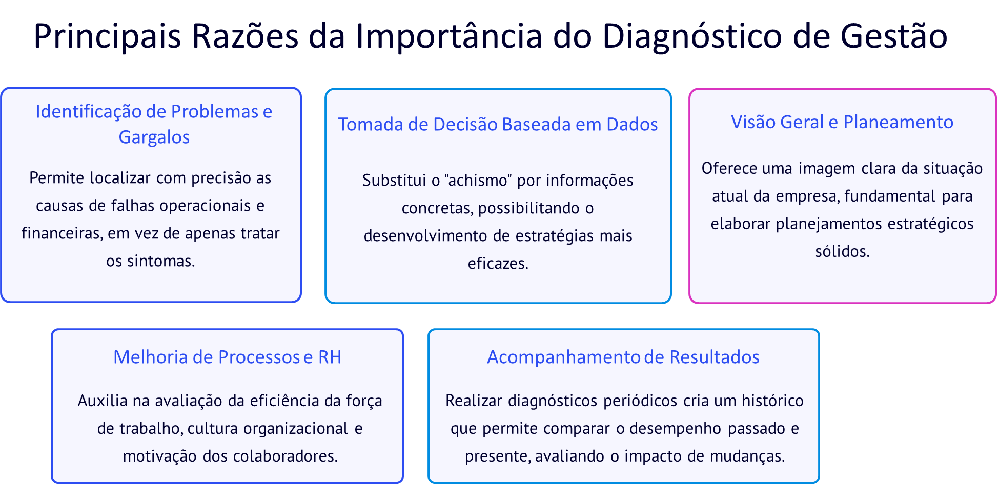 Principais Razões da Importância do Diagnóstico de Gestão
Identificação de Problemas e
Gargalos
Permite localizar com precisão as
causas de falhas operacionais e
financeiras, em vez de apenas tratar
os sintomas.
Tomada de Decisão Baseada em Dados
Substitui o "achismo" por informações
concretas, possibilitando o
desenvolvimento de estratégias mais
eficazes.
Visão Geral e Planeamento
Oferece uma imagem clara da situação
atual da empresa, fundamental para
elaborar planejamentos estratégicos
sólidos.
Melhoria de Processos e RH
Auxilia na avaliação da eficiência da força
de trabalho, cultura organizacional e
motivação dos colaboradores.
Acompanhamento de Resultados
Realizar diagnósticos periódicos cria um histórico
que permite comparar o desempenho passado e
presente, avaliando o impacto de mudanças.